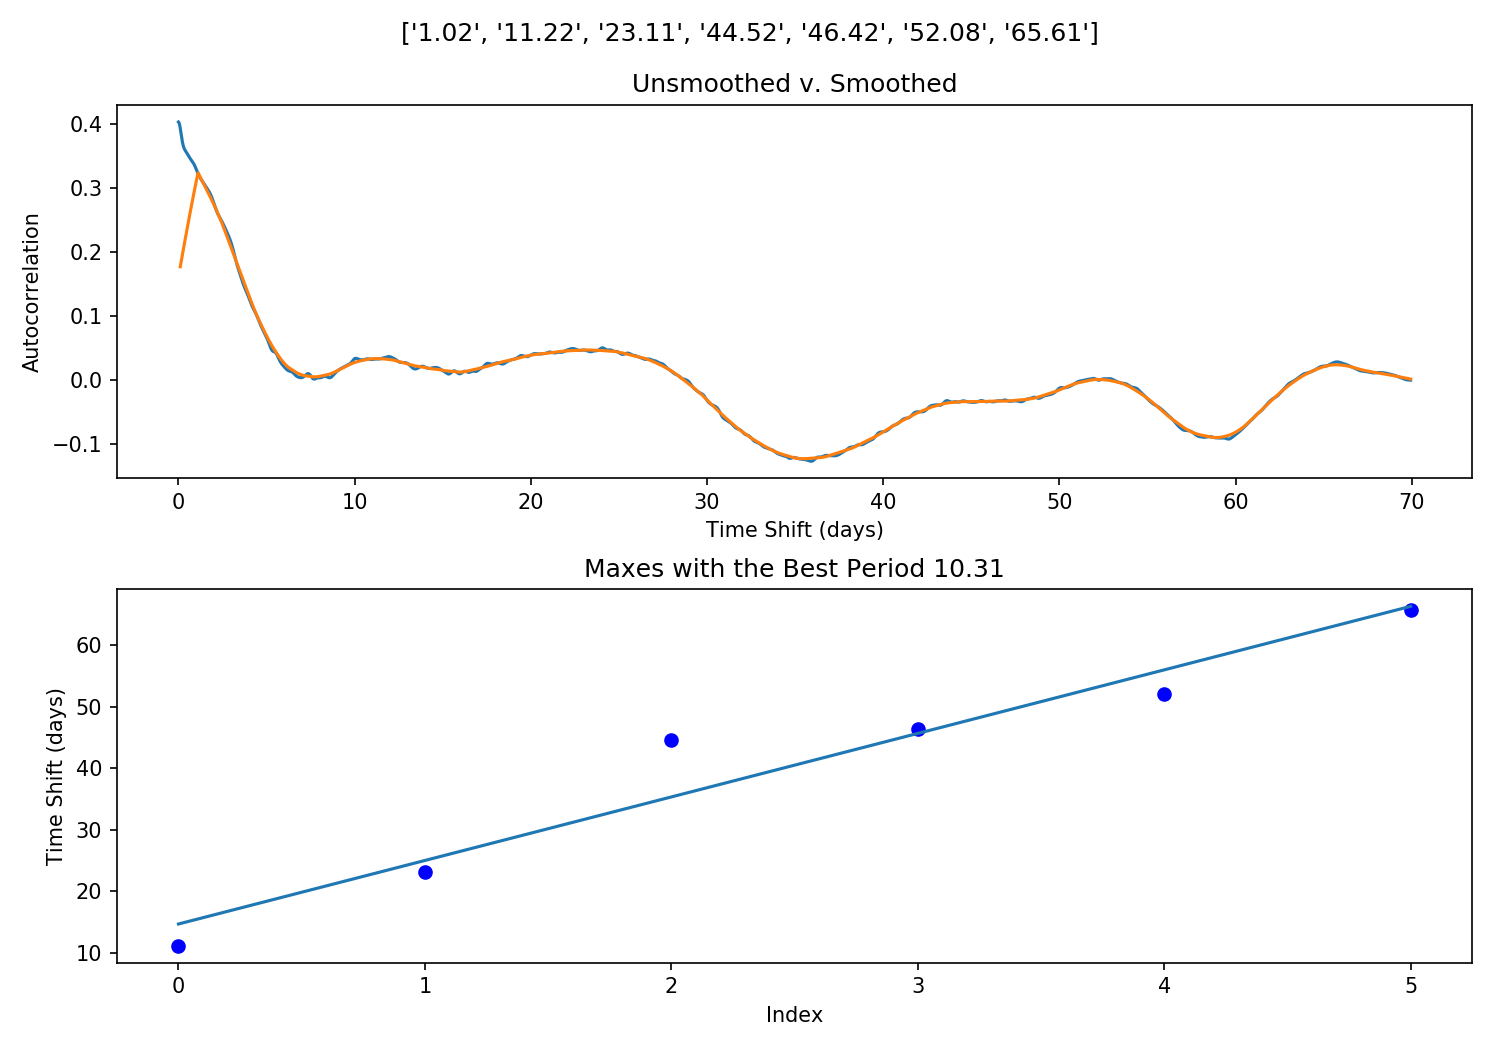 ['1.02', '11.22', '23.11', '44.52', '46.42', '52.08', '65.61']
Unsmoothed v. Smoothed
Autocorrelation
0.4
0.3
0.2
0.1
0.0
−0.1
0 10 20 30 40 50 60 70
Time Shift (days)
Maxes with the Best Period 10.31
Time Shift (days)
60
50
40
30
20
10
0 1 2 3 4 5
Index